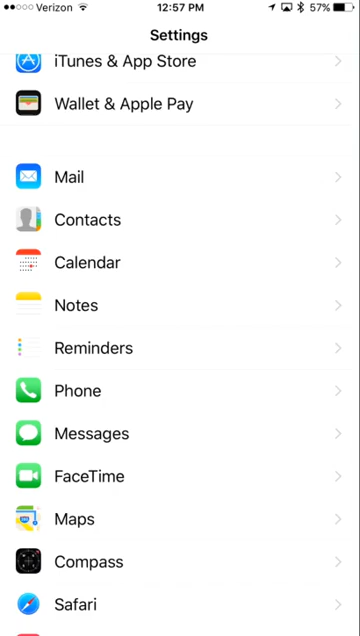 Verizon 12:57 PM 57%
Settings
iTunes & App Store
Wallet & Apple Pay
Mail
Contacts
Calendar
Notes
Reminders
Phone
Messages
FaceTime
Maps
Compass
Safari